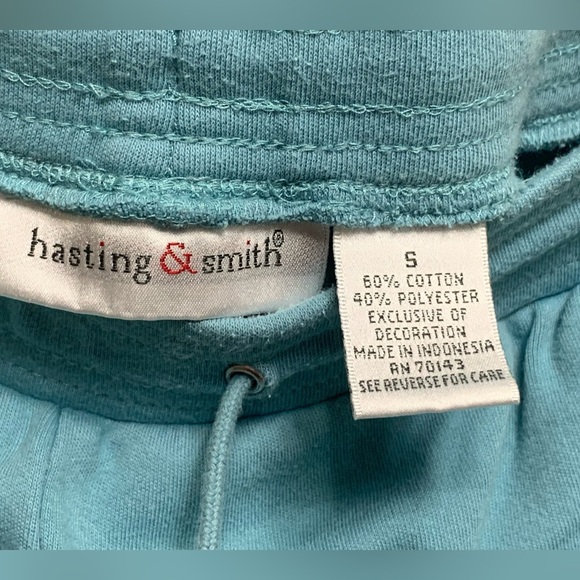 hasting & smith®
S
60% COTTON
40% POLYESTER
EXCLUSIVE OF
DECORATION
MADE IN INDONESIA
RN 70143
SEE REVERSE FOR CARE